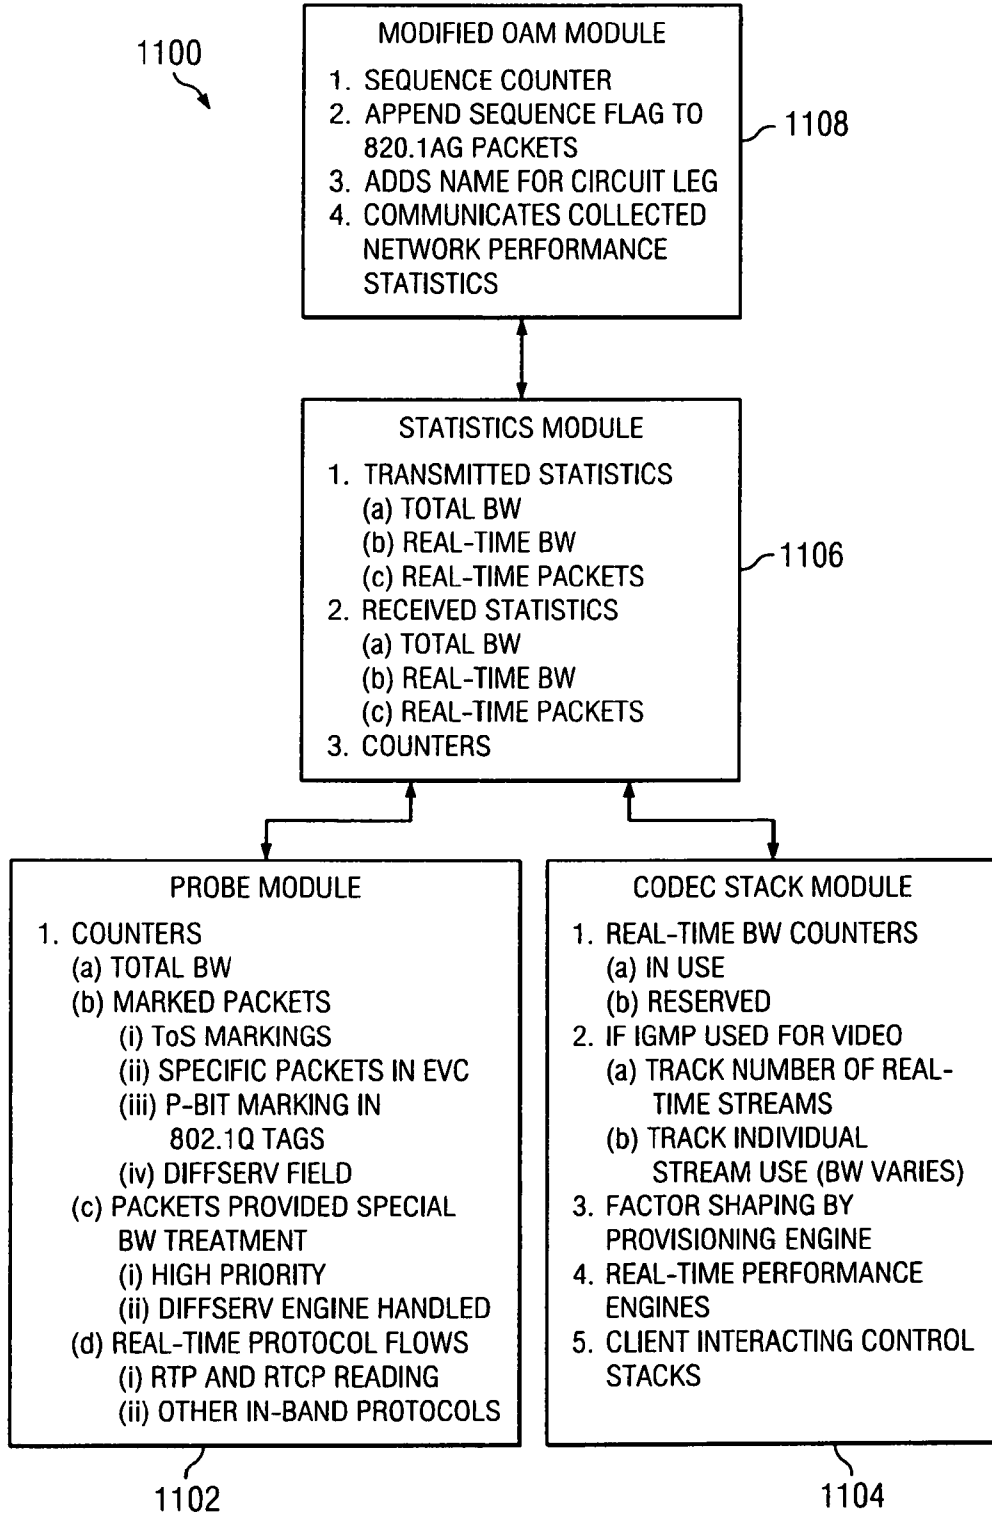 1100
MODIFIED OAM MODULE
1. SEQUENCE COUNTER
2. APPEND SEQUENCE FLAG TO
820.1AG PACKETS
3. ADDS NAME FOR CIRCUIT LEG
4. COMMUNICATES COLLECTED
NETWORK PERFORMANCE
STATISTICS
1108
STATISTICS MODULE
1. TRANSMITTED STATISTICS
(a) TOTAL BW
(b) REAL-TIME BW
(c) REAL-TIME PACKETS
2. RECEIVED STATISTICS
(a) TOTAL BW
(b) REAL-TIME BW
(c) REAL-TIME PACKETS
3. COUNTERS
1106
PROBE MODULE
1. COUNTERS
(a) TOTAL BW
(b) MARKED PACKETS
(i) ToS MARKINGS
(ii) SPECIFIC PACKETS IN EVC
(iii) P-BIT MARKING IN
802.1Q TAGS
(iv) DIFFSERV FIELD
(c) PACKETS PROVIDED SPECIAL
BW TREATMENT
(i) HIGH PRIORITY
(ii) DIFFSERV ENGINE HANDLED
(d) REAL-TIME PROTOCOL FLOWS
(i) RTP AND RTCP READING
(ii) OTHER IN-BAND PROTOCOLS
1102
CODEC STACK MODULE
1. REAL-TIME BW COUNTERS
(a) IN USE
(b) RESERVED
2. IF IGMP USED FOR VIDEO
(a) TRACK NUMBER OF REAL-
TIME STREAMS
(b) TRACK INDIVIDUAL
STREAM USE (BW VARIES)
3. FACTOR SHAPING BY
PROVISIONING ENGINE
4. REAL-TIME PERFORMANCE
ENGINES
5. CLIENT INTERACTING CONTROL
STACKS
1104